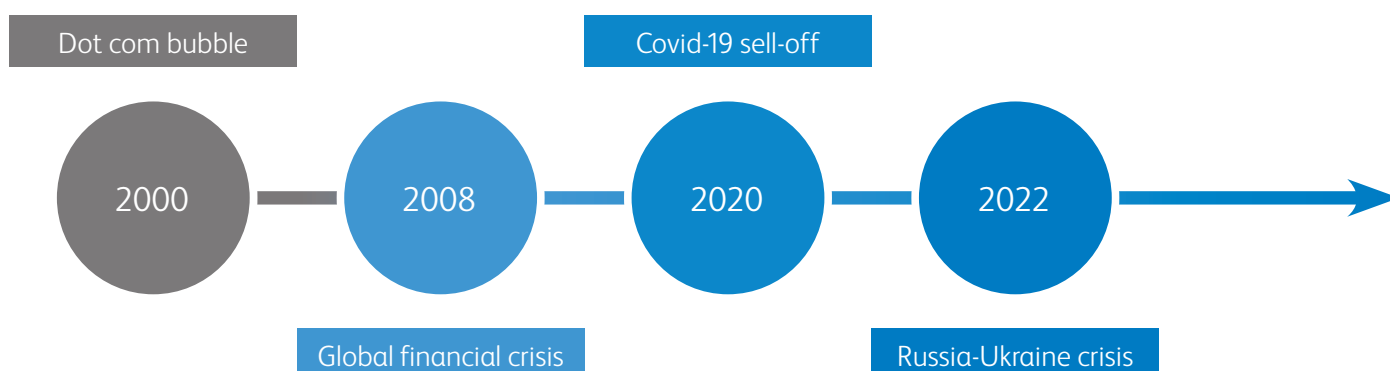 Dot com bubble
Covid-19 sell-off
2000
2008
2020
2022
Global financial crisis
Russia-Ukraine crisis